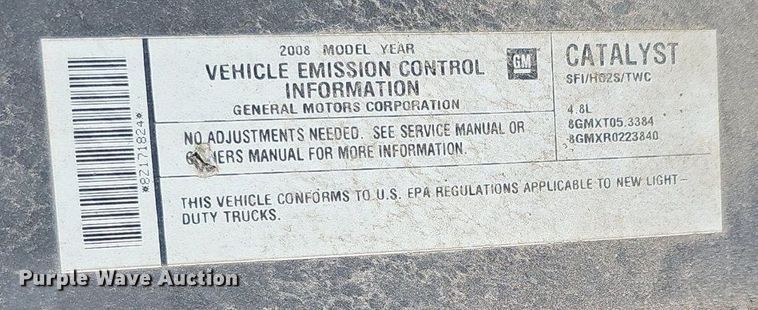 2008 MODEL YEAR
VEHICLE EMISSION CONTROL
INFORMATION
GENERAL MOTORS CORPORATION
GM
CATALYST
SFI/HO2S/TWC
4.8L
8GMXT05.3384
8GMXR0223840
NO ADJUSTMENTS NEEDED. SEE SERVICE MANUAL OR
OWNERS MANUAL FOR MORE INFORMATION.
THIS VEHICLE CONFORMS TO U.S. EPA REGULATIONS APPLICABLE TO NEW LIGHT-
DUTY TRUCKS.
*82171824*
Purple Wave Auction